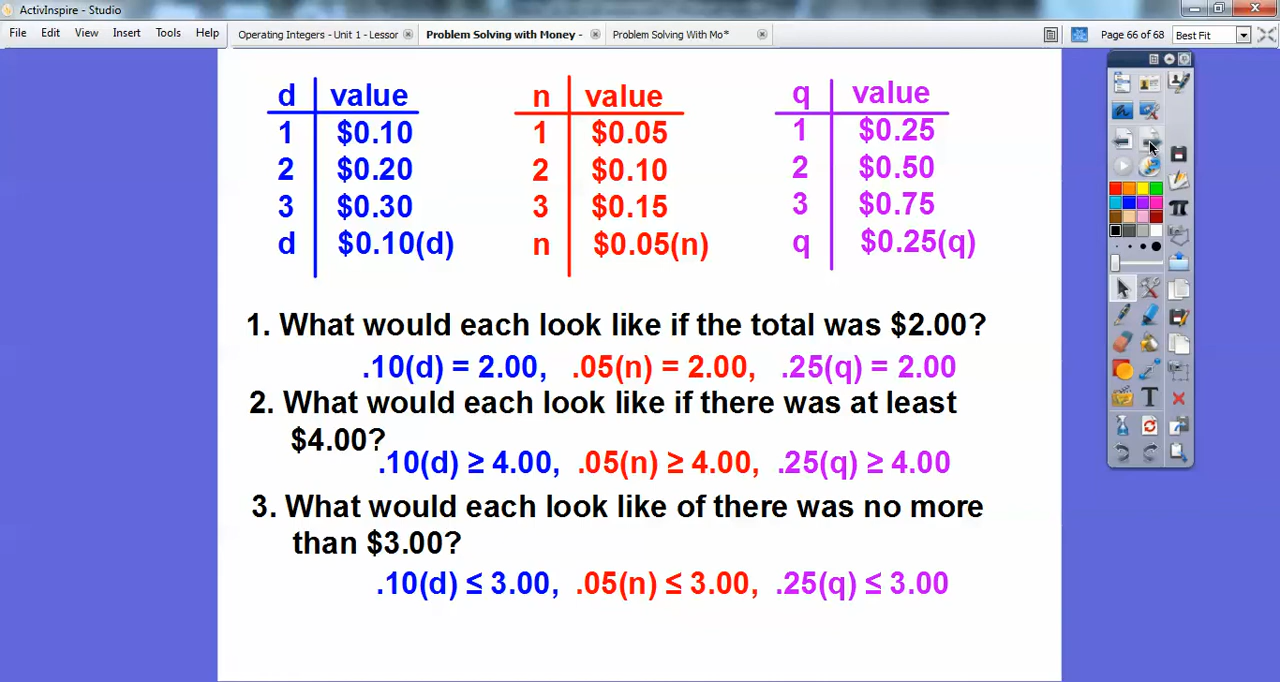 ActivInspire - Studio
File Edit View Insert Tools Help Operating Integers - Unit 1 - Lessor Problem Solving with Money - Problem Solving With Mo* Page 66 of 68 Best Fit
d value n value q value
1 $0.10 1 $0.05 1 $0.25
2 $0.20 2 $0.10 2 $0.50
3 $0.30 3 $0.15 3 $0.75
d $0.10(d) n $0.05(n) q $0.25(q)
1. What would each look like if the total was $2.00?
.10(d) = 2.00, .05(n) = 2.00, .25(q) = 2.00
2. What would each look like if there was at least
$4.00?
.10(d) ≥ 4.00, .05(n) ≥ 4.00, .25(q) ≥ 4.00
3. What would each look like of there was no more
than $3.00?
.10(d) ≤ 3.00, .05(n) ≤ 3.00, .25(q) ≤ 3.00